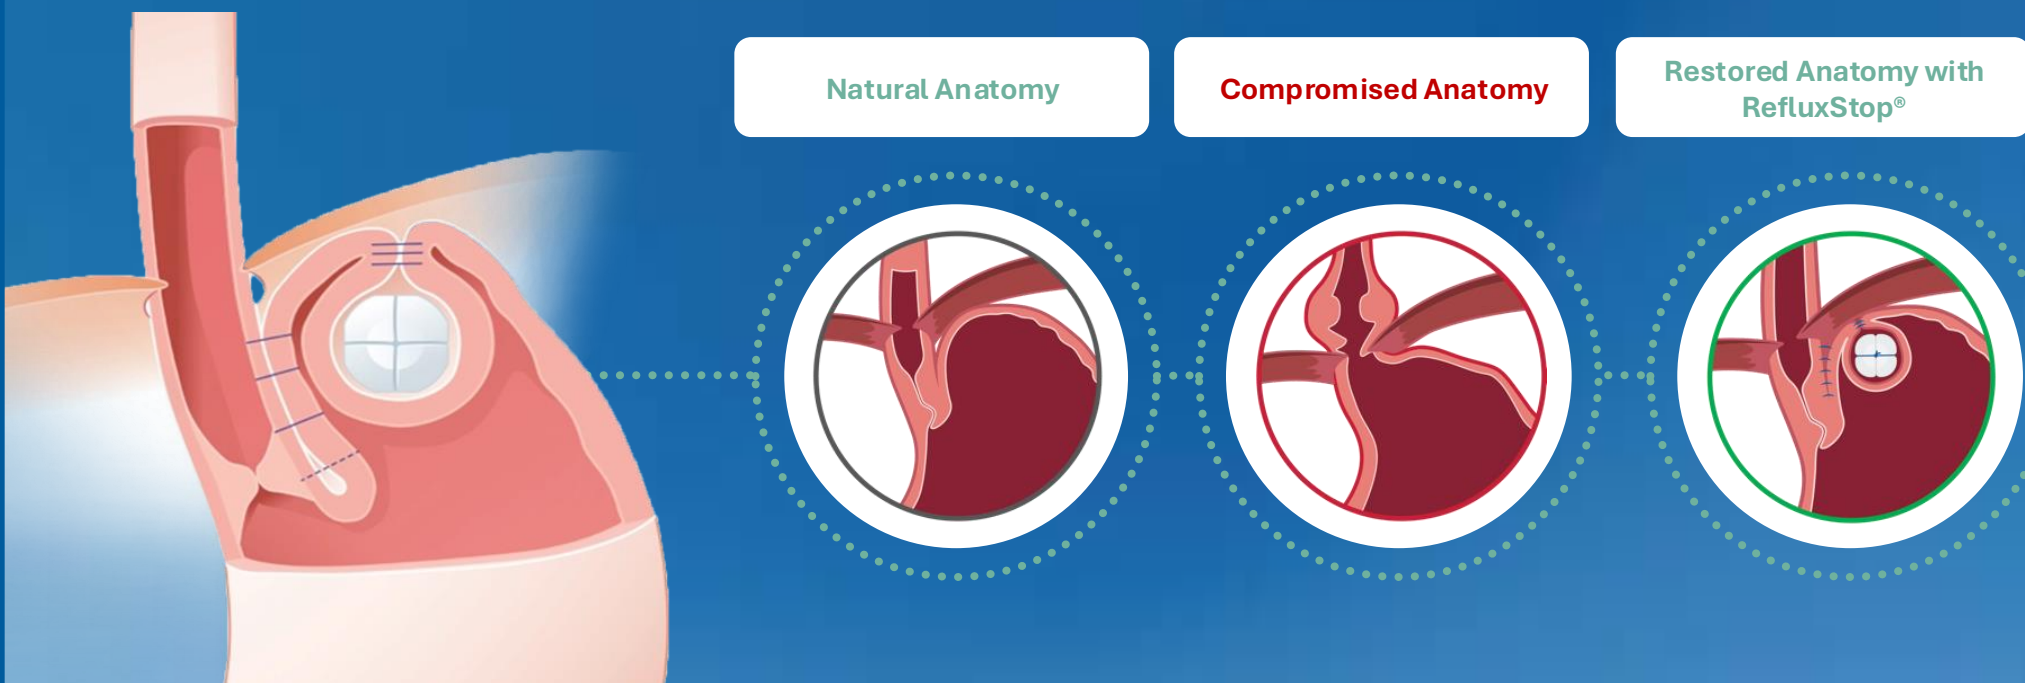 Natural Anatomy
Compromised Anatomy
Restored Anatomy with
RefluxStop®